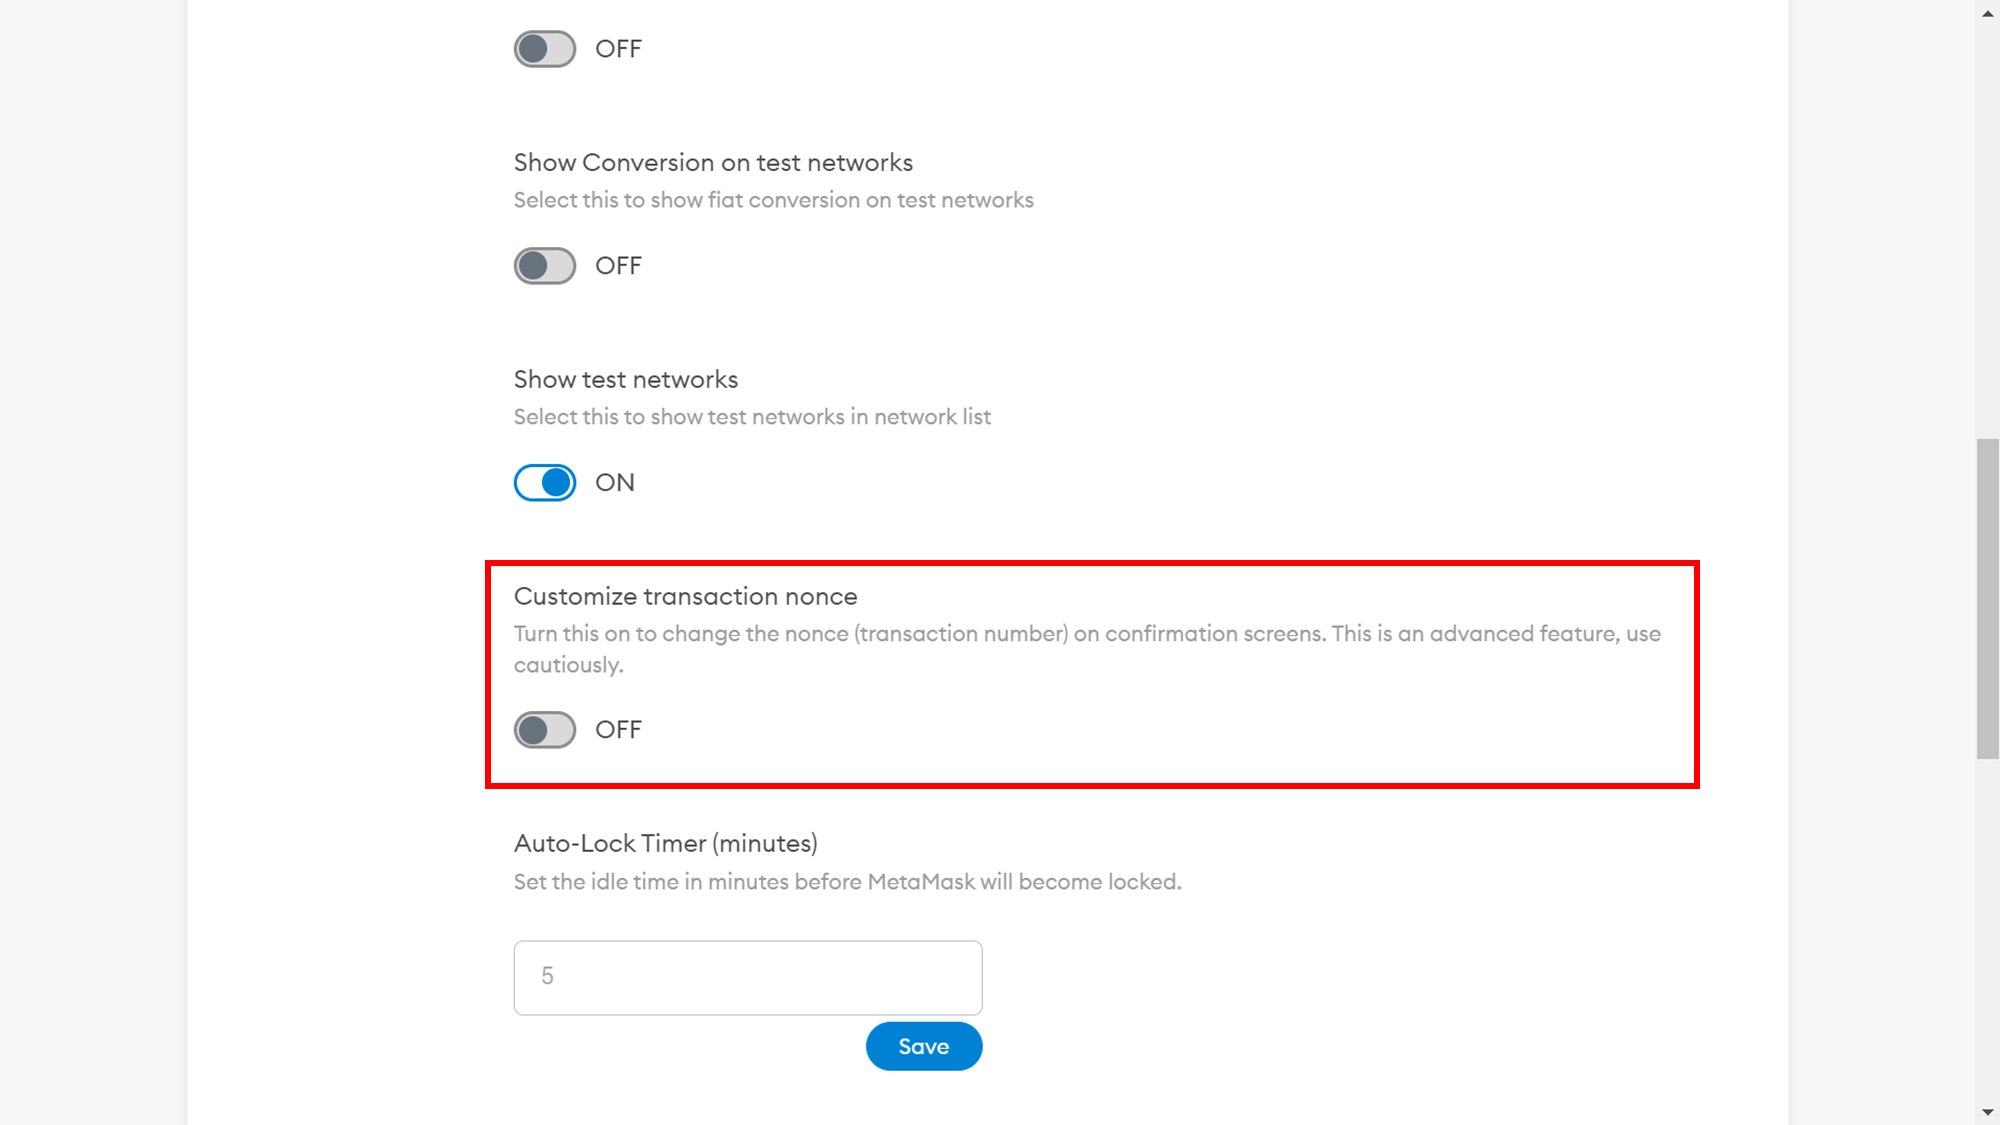 OFF
Show Conversion on test networks
Select this to show fiat conversion on test networks
OFF
Show test networks
Select this to show test networks in network list
ON
Customize transaction nonce
Turn this on to change the nonce (transaction number) on confirmation screens. This is an advanced feature, use
cautiously.
OFF
Auto-Lock Timer (minutes)
Set the idle time in minutes before MetaMask will become locked.
5
Save